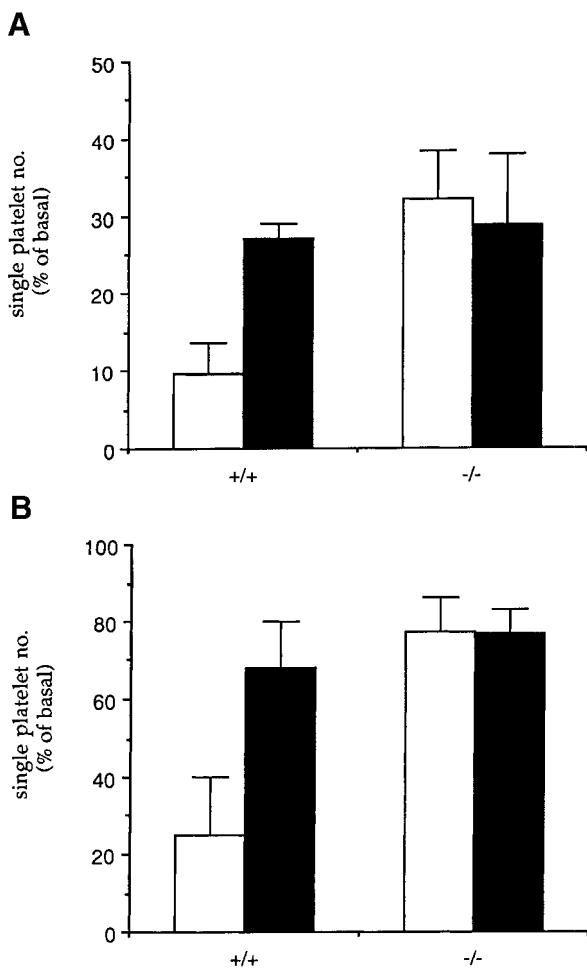 A
50
40
30
20
10
0
single platelet no.
(% of basal)
+/+
-/-
B
100
80
60
40
20
0
single platelet no.
(% of basal)
+/+
-/-